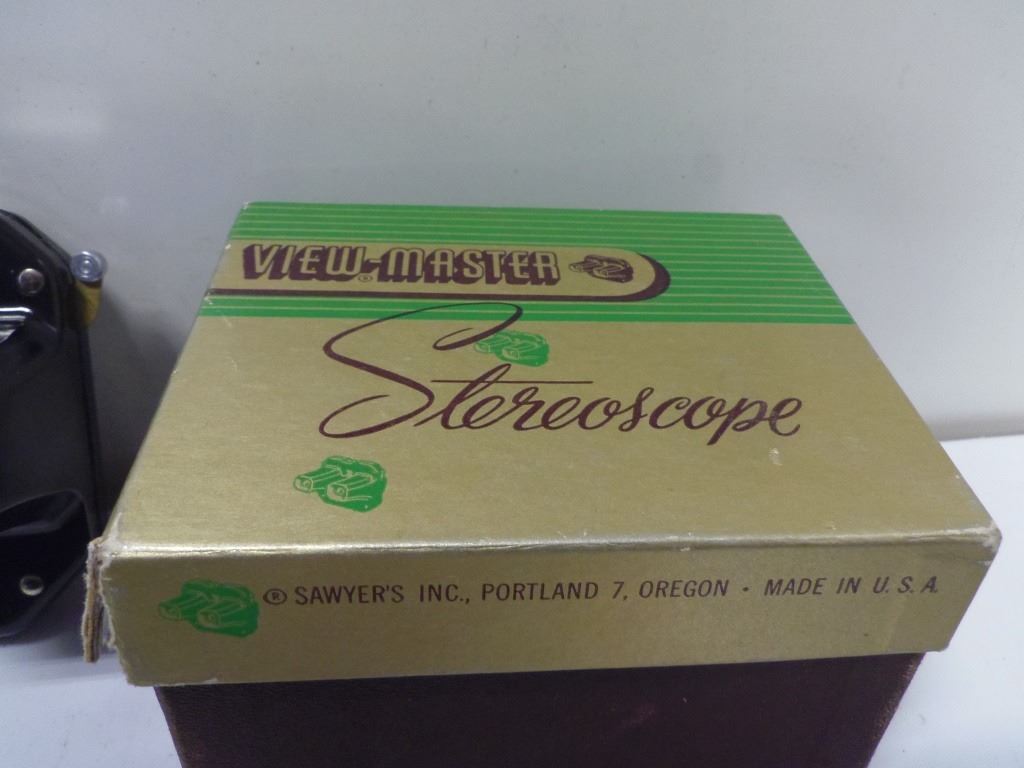 VIEW-MASTER ®
Stereoscope
® SAWYER'S INC., PORTLAND 7, OREGON • MADE IN U.S.A.